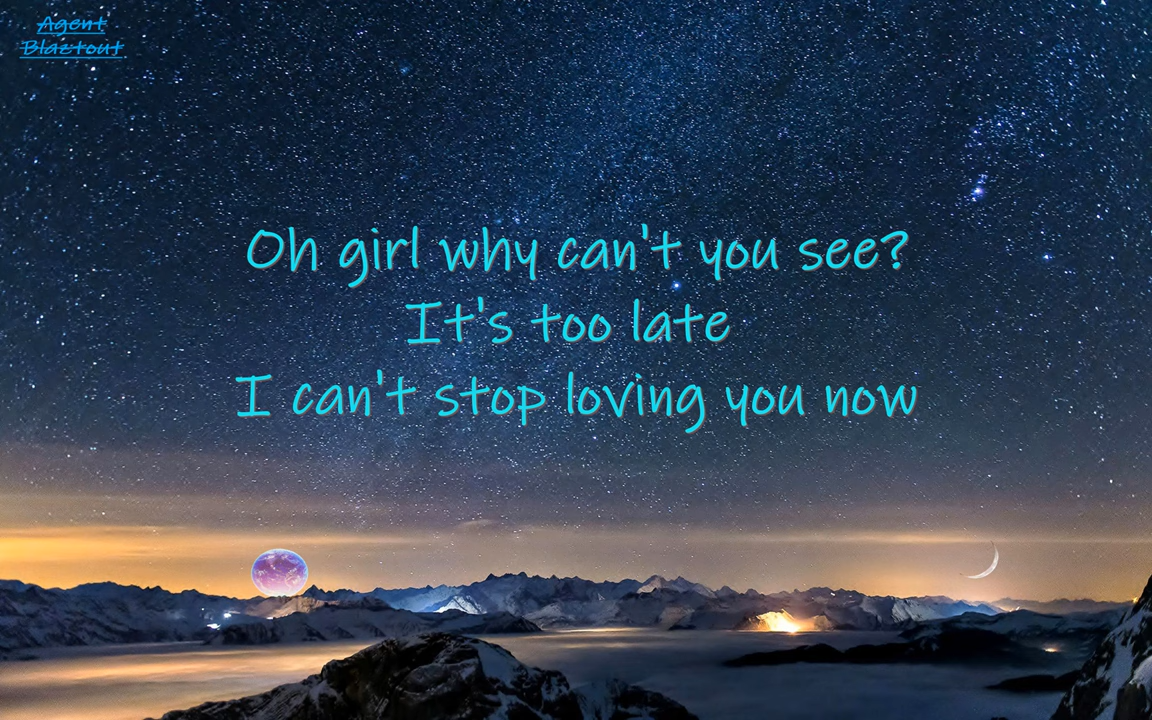 Agent
Blaztout
Oh girl why can't you see?
It's too late
I can't stop loving you now